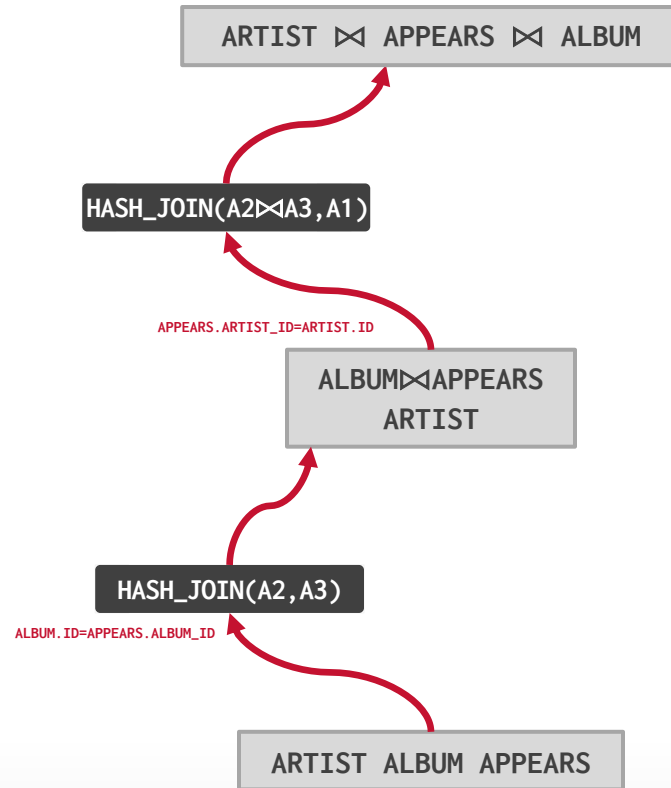 ARTIST ⨝ APPEARS ⨝ ALBUM
HASH_JOIN(A2⨝A3,A1)
APPEARS.ARTIST_ID=ARTIST.ID
ALBUM⨝APPEARS
ARTIST
HASH_JOIN(A2,A3)
ALBUM.ID=APPEARS.ALBUM_ID
ARTIST ALBUM APPEARS